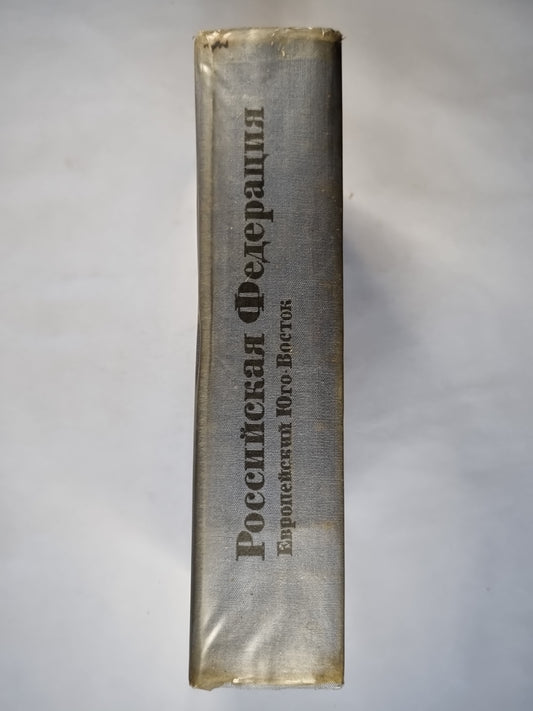 Российская Федерация
Европейский Юго-Восток